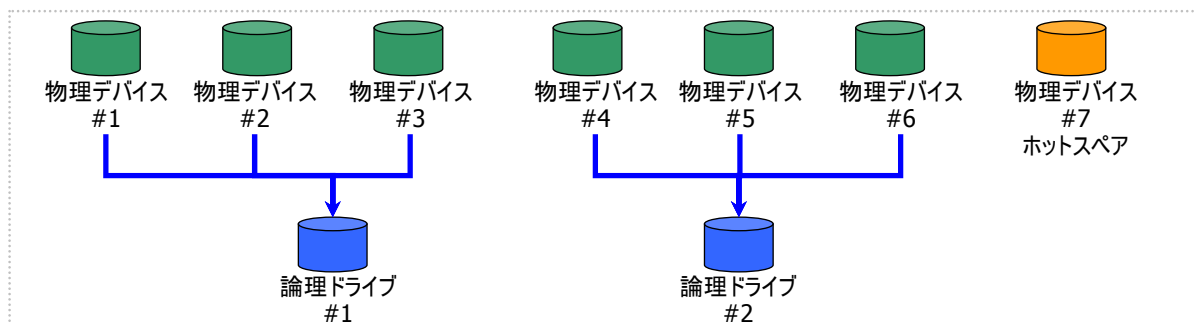 物理デバイス
#1
物理デバイス
#2
物理デバイス
#3
物理デバイス
#4
物理デバイス
#5
物理デバイス
#6
物理デバイス
#7
ホットスペア
論理ドライブ
#1
論理ドライブ
#2